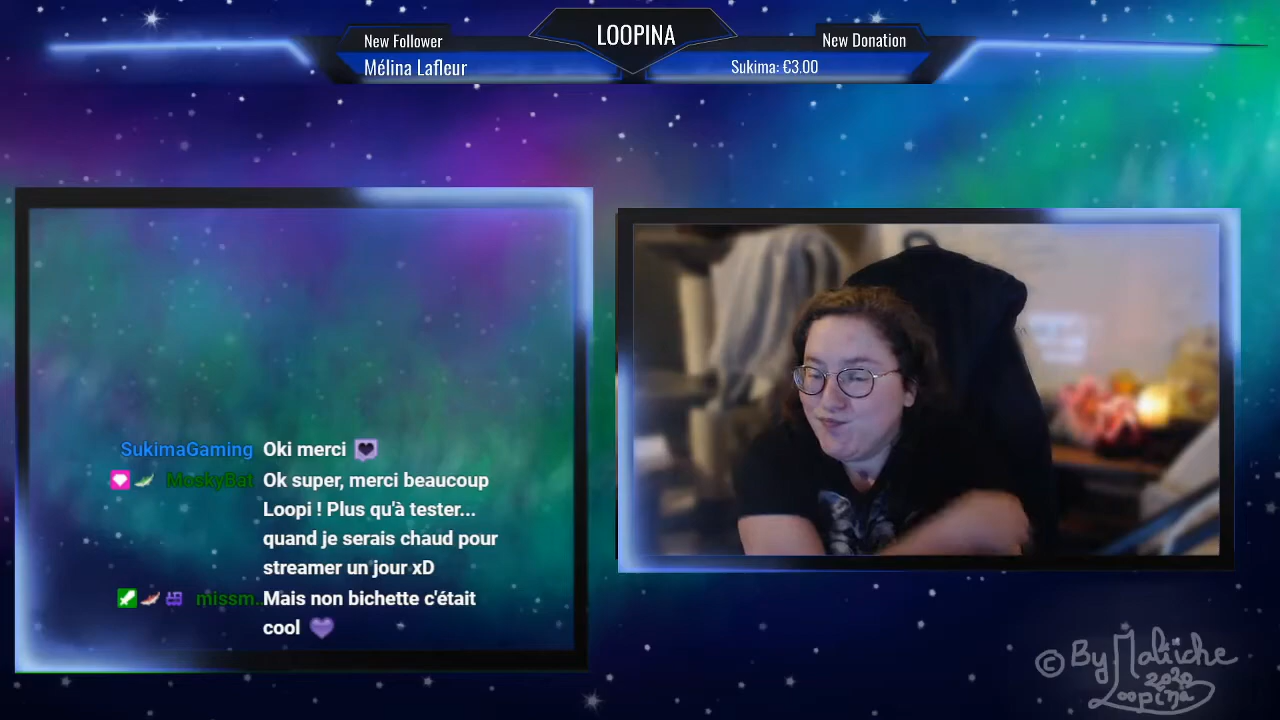 LOOPINA
New Follower
New Donation
Mélina Lafleur
Sukima: €3.00
SukimaGaming Oki merci
MoskyBat Ok super, merci beaucoup
Loopi ! Plus qu'à tester...
quand je serais chaud pour
streamer un jour xD
missm.. Mais non bichette c'était
cool
© By Maliiche
2020
Loopina